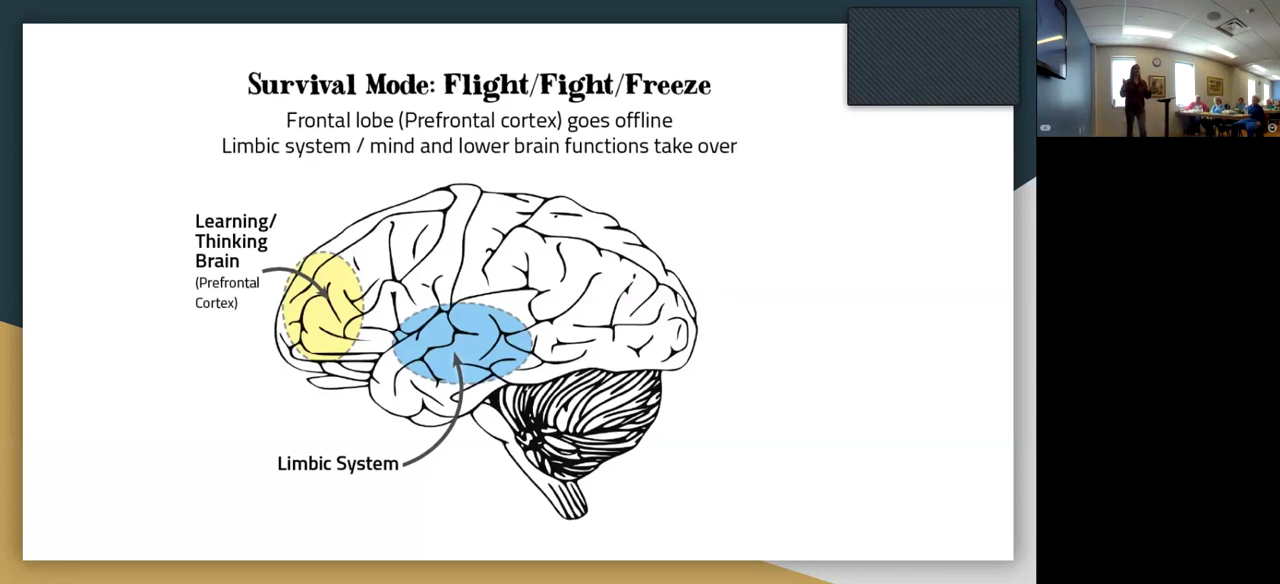 Survival Mode: Flight/Fight/Freeze
Frontal lobe (Prefrontal cortex) goes offline
Limbic system / mind and lower brain functions take over
Learning/
Thinking
Brain
(Prefrontal
Cortex)
Limbic System